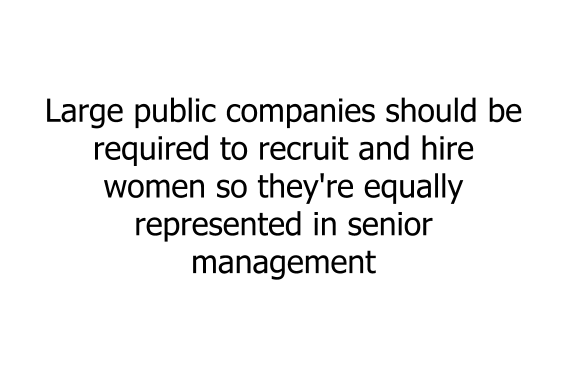 Large public companies should be
required to recruit and hire
women so they're equally
represented in senior
management